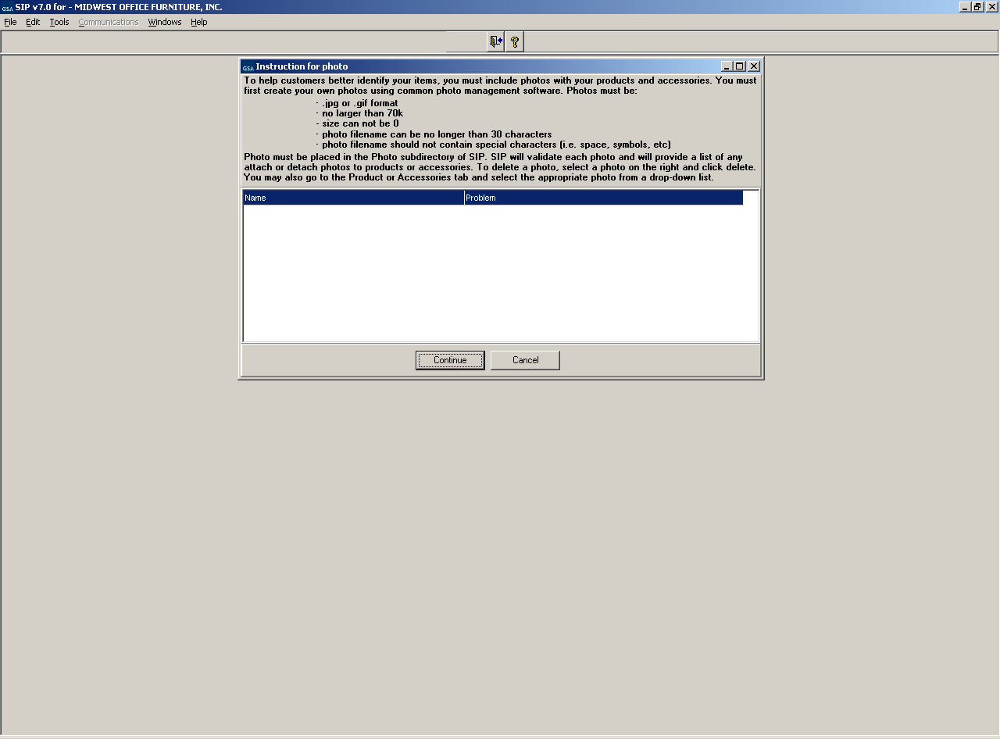 GSA SIP v7.0 for - MIDWEST OFFICE FURNITURE, INC.
File Edit Tools Communications Windows Help
?
GSA Instruction for photo
To help customers better identify your items, you must include photos with your products and accessories. You must
first create your own photos using common photo management software. Photos must be:
- .jpg or .gif format
- no larger than 70k
- size can not be 0
- photo filename can be no longer than 30 characters
- photo filename should not contain special characters (i.e. space, symbols, etc)
Photo must be placed in the Photo subdirectory of SIP. SIP will validate each photo and will provide a list of any
attach or detach photos to products or accessories. To delete a photo, select a photo on the right and click delete.
You may also go to the Product or Accessories tab and select the appropriate photo from a drop-down list.
Name Problem
Continue Cancel